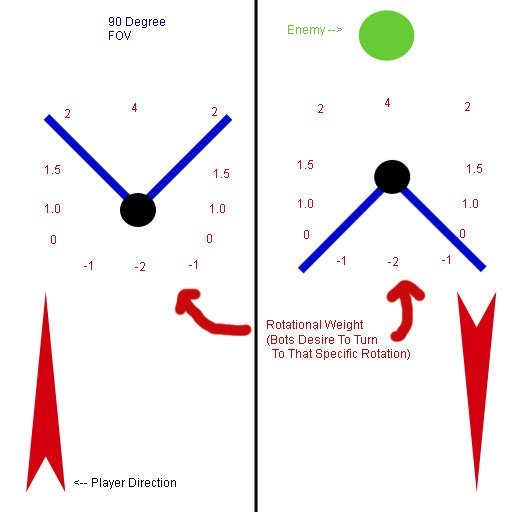 90 Degree
FOV
2 4 2
1.5 1.5
1.0 1.0
0 0
-1 -2 -1
<-- Player Direction
Enemy -->
2 4 2
1.5 1.5
1.0 1.0
0 0
-1 -2 -1
Rotational Weight
(Bots Desire To Turn
To That Specific Rotation)